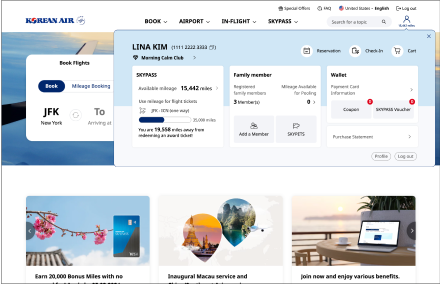 Special Offers
FAQ
United States - English
Log out
KOREAN AIR
BOOK
AIRPORT
IN-FLIGHT
SKYPASS
Search for a topic
LINA KIM (1111 2222 3333)
Morning Calm Club
Reservation
Check-In
Cart
Book Flights
Book
Mileage Booking
JFK
New York
To
Arriving at
SKYPASS
Available mileage 15,442 miles
Use mileage for flight tickets
JFK - ICN (one way)
35,000 miles
You are 19,558 miles away from
redeeming an award ticket!
Family member
Registered
family members
3 Member(s)
Mileage Available
for Pooling
0
Add a Member
SKYPETS
Wallet
Payment Card
Information
Coupon
SKYPASS Voucher
Purchase Statement
Profile
Log out
Earn 20,000 Bonus Miles with no
Inaugural Macau service and
Join now and enjoy various benefits.